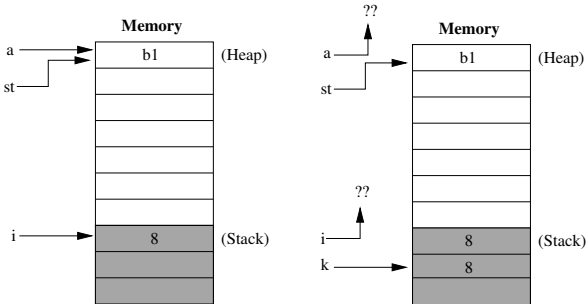 Memory
a
b1
(Heap)
st
i
8
(Stack)
??
Memory
a
b1
(Heap)
st
??
i
8
(Stack)
k
8